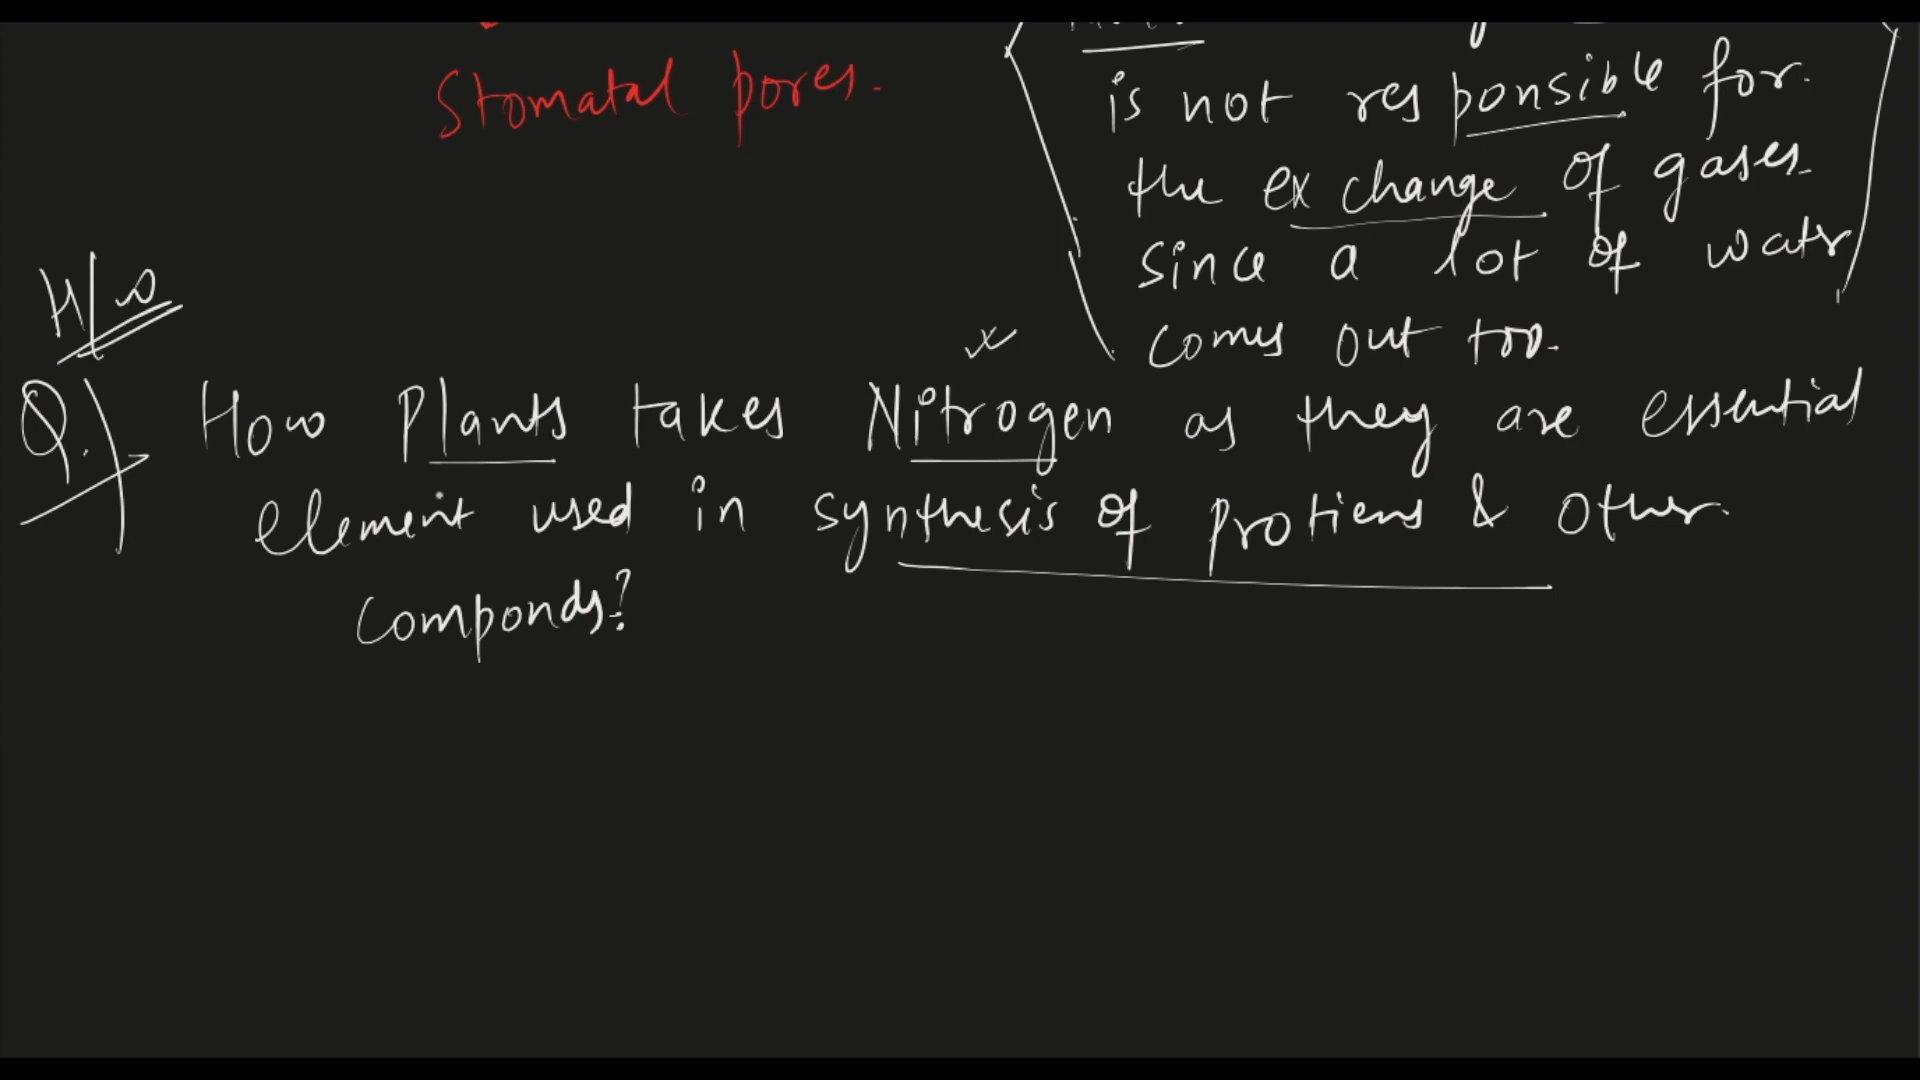 Stomatal pores.
is not responsible for.
the exchange of gases.
since a lot of water
comes out too.
H/w
Q.) How Plants takes Nitrogen as they are essential
element used in synthesis of protiens & other.
componds?